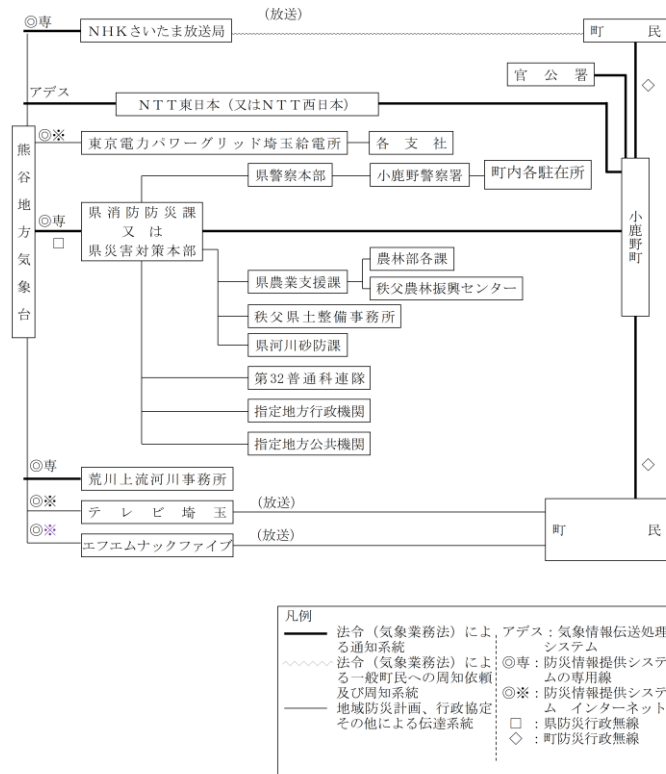 ◎専
NHKさいたま放送局
(放送)
町民
官公署
◇
アデス
NTT東日本（又はNTT西日本）
◎※
東京電力パワーグリッド埼玉給電所
各支社
熊谷地方気象台
県警察本部
小鹿野警察署
町内各駐在所
◎専
□
県消防防災課
又は
県災害対策本部
小鹿野町
県農業支援課
農林部各課
秩父農林振興センター
秩父県土整備事務所
県河川砂防課
第32普通科連隊
指定地方行政機関
指定地方公共機関
◎専
荒川上流河川事務所
◇
◎※
テレビ埼玉
(放送)
町民
◎※
エフエムナックファイブ
(放送)
凡例
法令（気象業務法）によ
る通知系統
法令（気象業務法）によ
る一般町民への周知依頼
及び周知系統
地域防災計画、行政協定
その他による伝達系統
アデス：気象情報伝送処理
システム
◎専：防災情報提供システ
ムの専用線
◎※：防災情報提供システ
ム　インターネット
□：県防災行政無線
◇：町防災行政無線